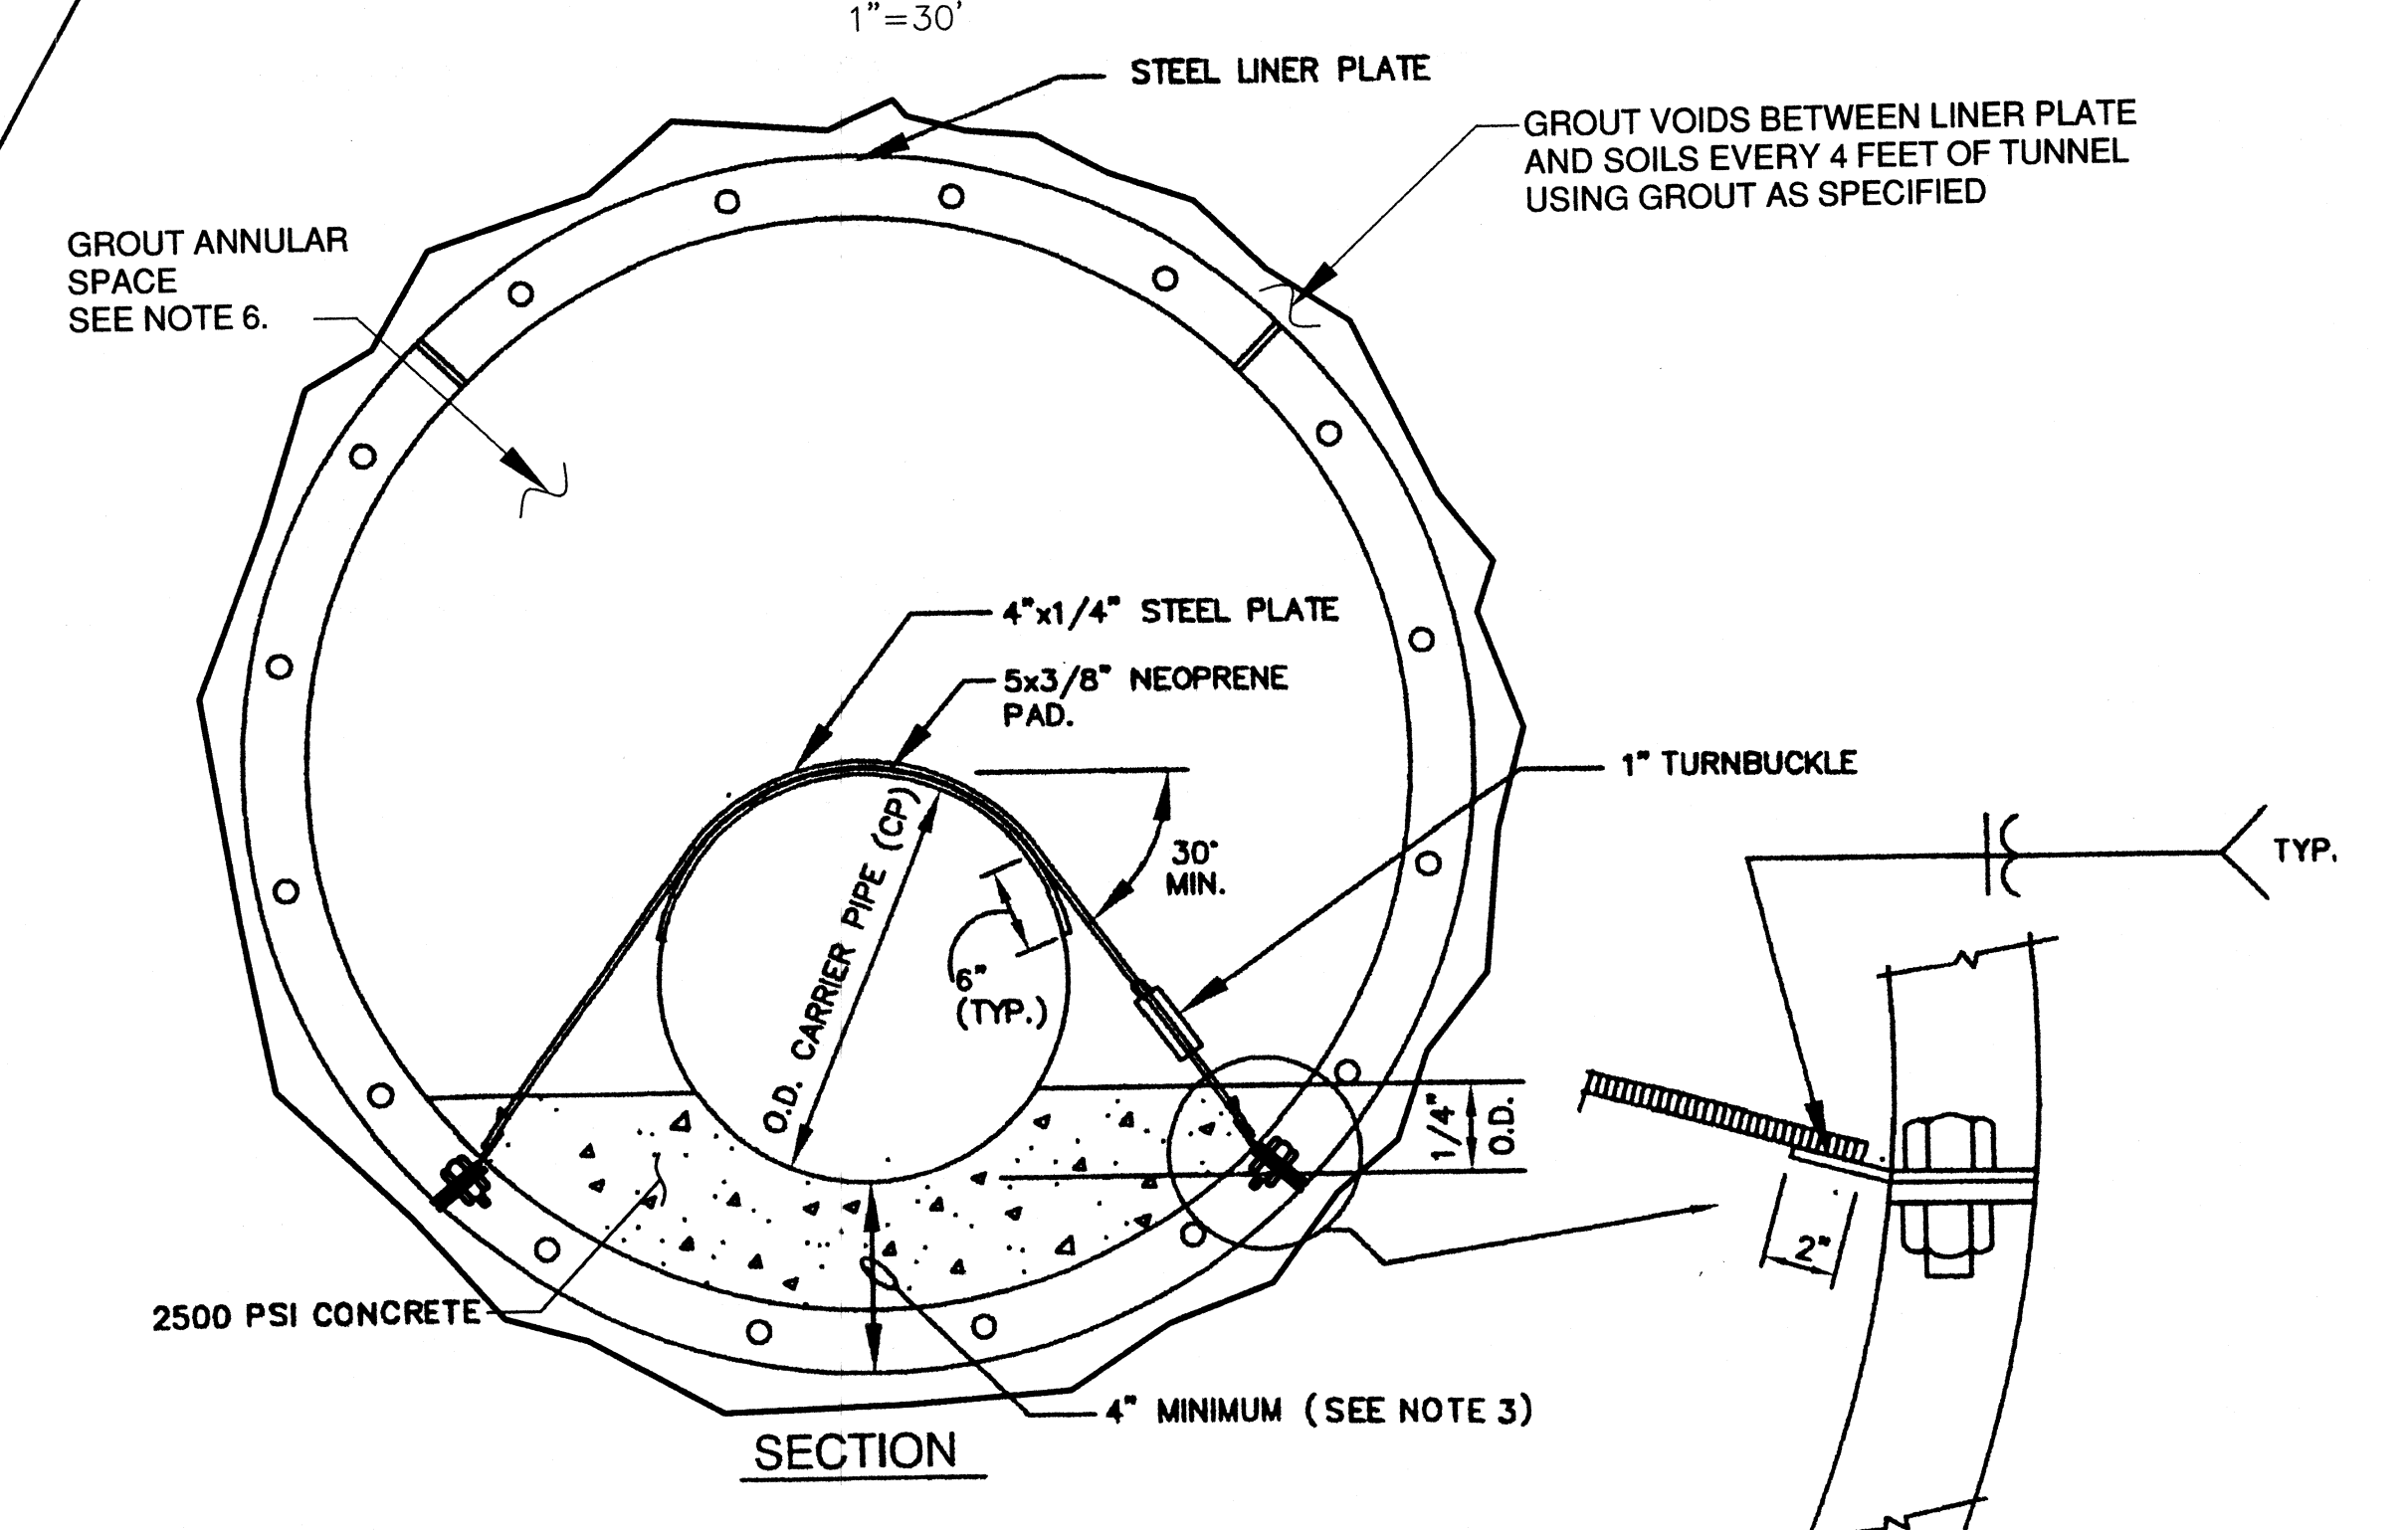 1"=30'
STEEL LINER PLATE
GROUT VOIDS BETWEEN LINER PLATE
AND SOILS EVERY 4 FEET OF TUNNEL
USING GROUT AS SPECIFIED
GROUT ANNULAR
SPACE
SEE NOTE 6.
4"x1/4" STEEL PLATE
5x3/8" NEOPRENE
PAD.
1" TURNBUCKLE
30°
MIN.
TYP.
O.D. CARRIER PIPE (CP)
6"
(TYP.)
1/4"
O.D.
2"
2500 PSI CONCRETE
4" MINIMUM (SEE NOTE 3)
SECTION